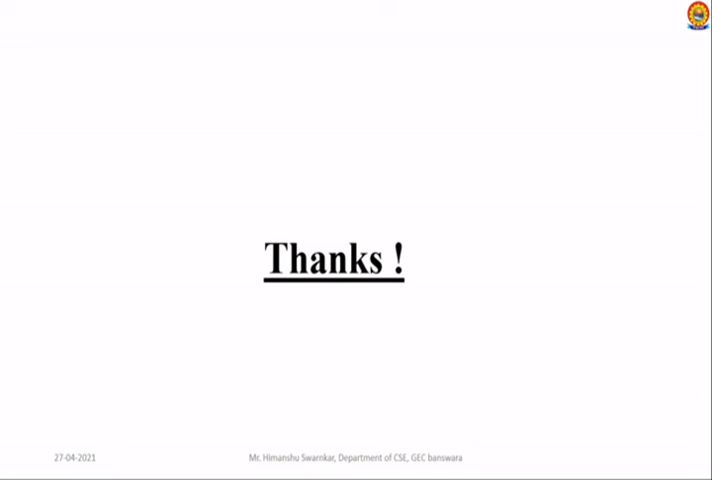 Thanks !
27-04-2021
Mr. Himanshu Swarnkar, Department of CSE, GEC banswara